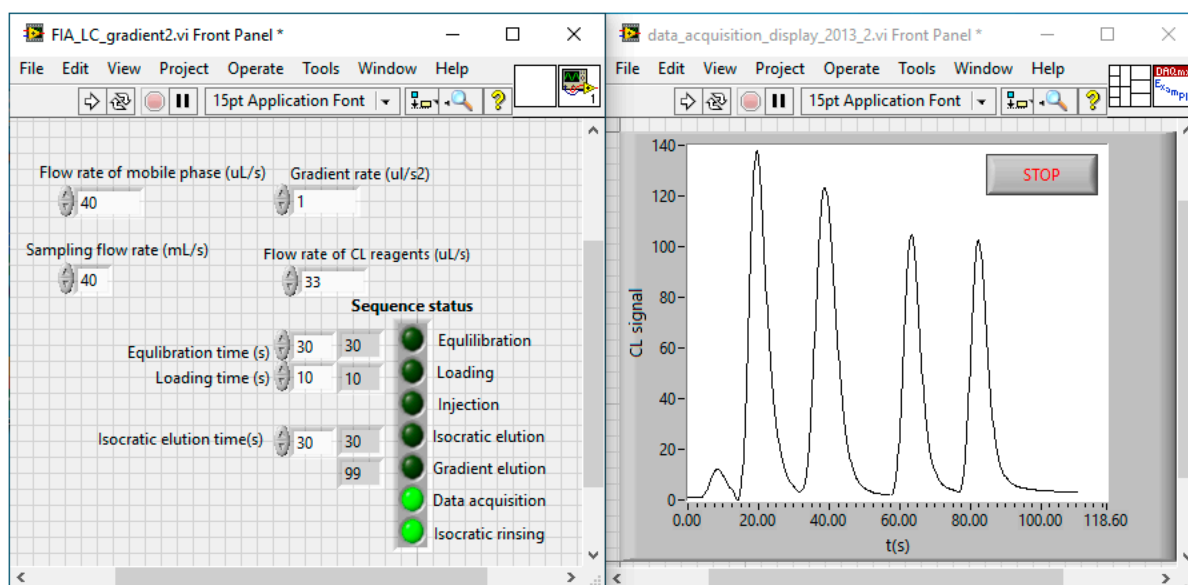 FIA_LC_gradient2.vi Front Panel *
File Edit View Project Operate Tools Window Help
15pt Application Font
1
Flow rate of mobile phase (uL/s)
40
Gradient rate (ul/s2)
1
Sampling flow rate (mL/s)
40
Flow rate of CL reagents (uL/s)
33
Sequence status
Equlibration time (s) 30 30 Equlilibration
Loading time (s) 10 10 Loading
Injection
Isocratic elution time(s) 30 30 Isocratic elution
99 Gradient elution
Data acquisition
Isocratic rinsing
data_acquisition_display_2013_2.vi Front Panel *
File Edit View Project Operate Tools Window Help
15pt Application Font
DAQmx
Exampl
STOP
140
120
100
80
60
40
20
0
CL signal
0.00 20.00 40.00 60.00 80.00 100.00 118.60
t(s)